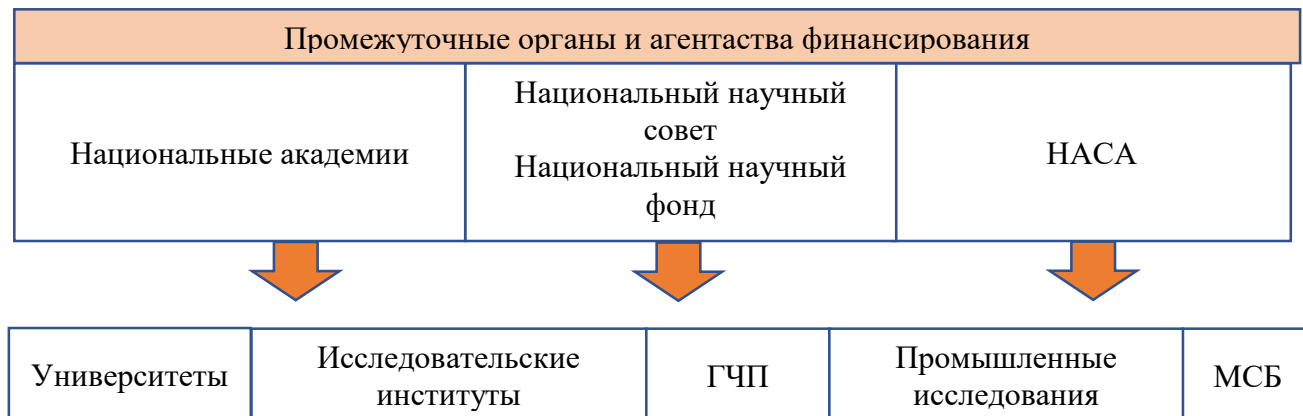 Промежуточные органы и агентаства финансирования
Национальные академии
Национальный научный
совет
Национальный научный
фонд
НАСА
Университеты
Исследовательские
институты
ГЧП
Промышленные
исследования
МСБ